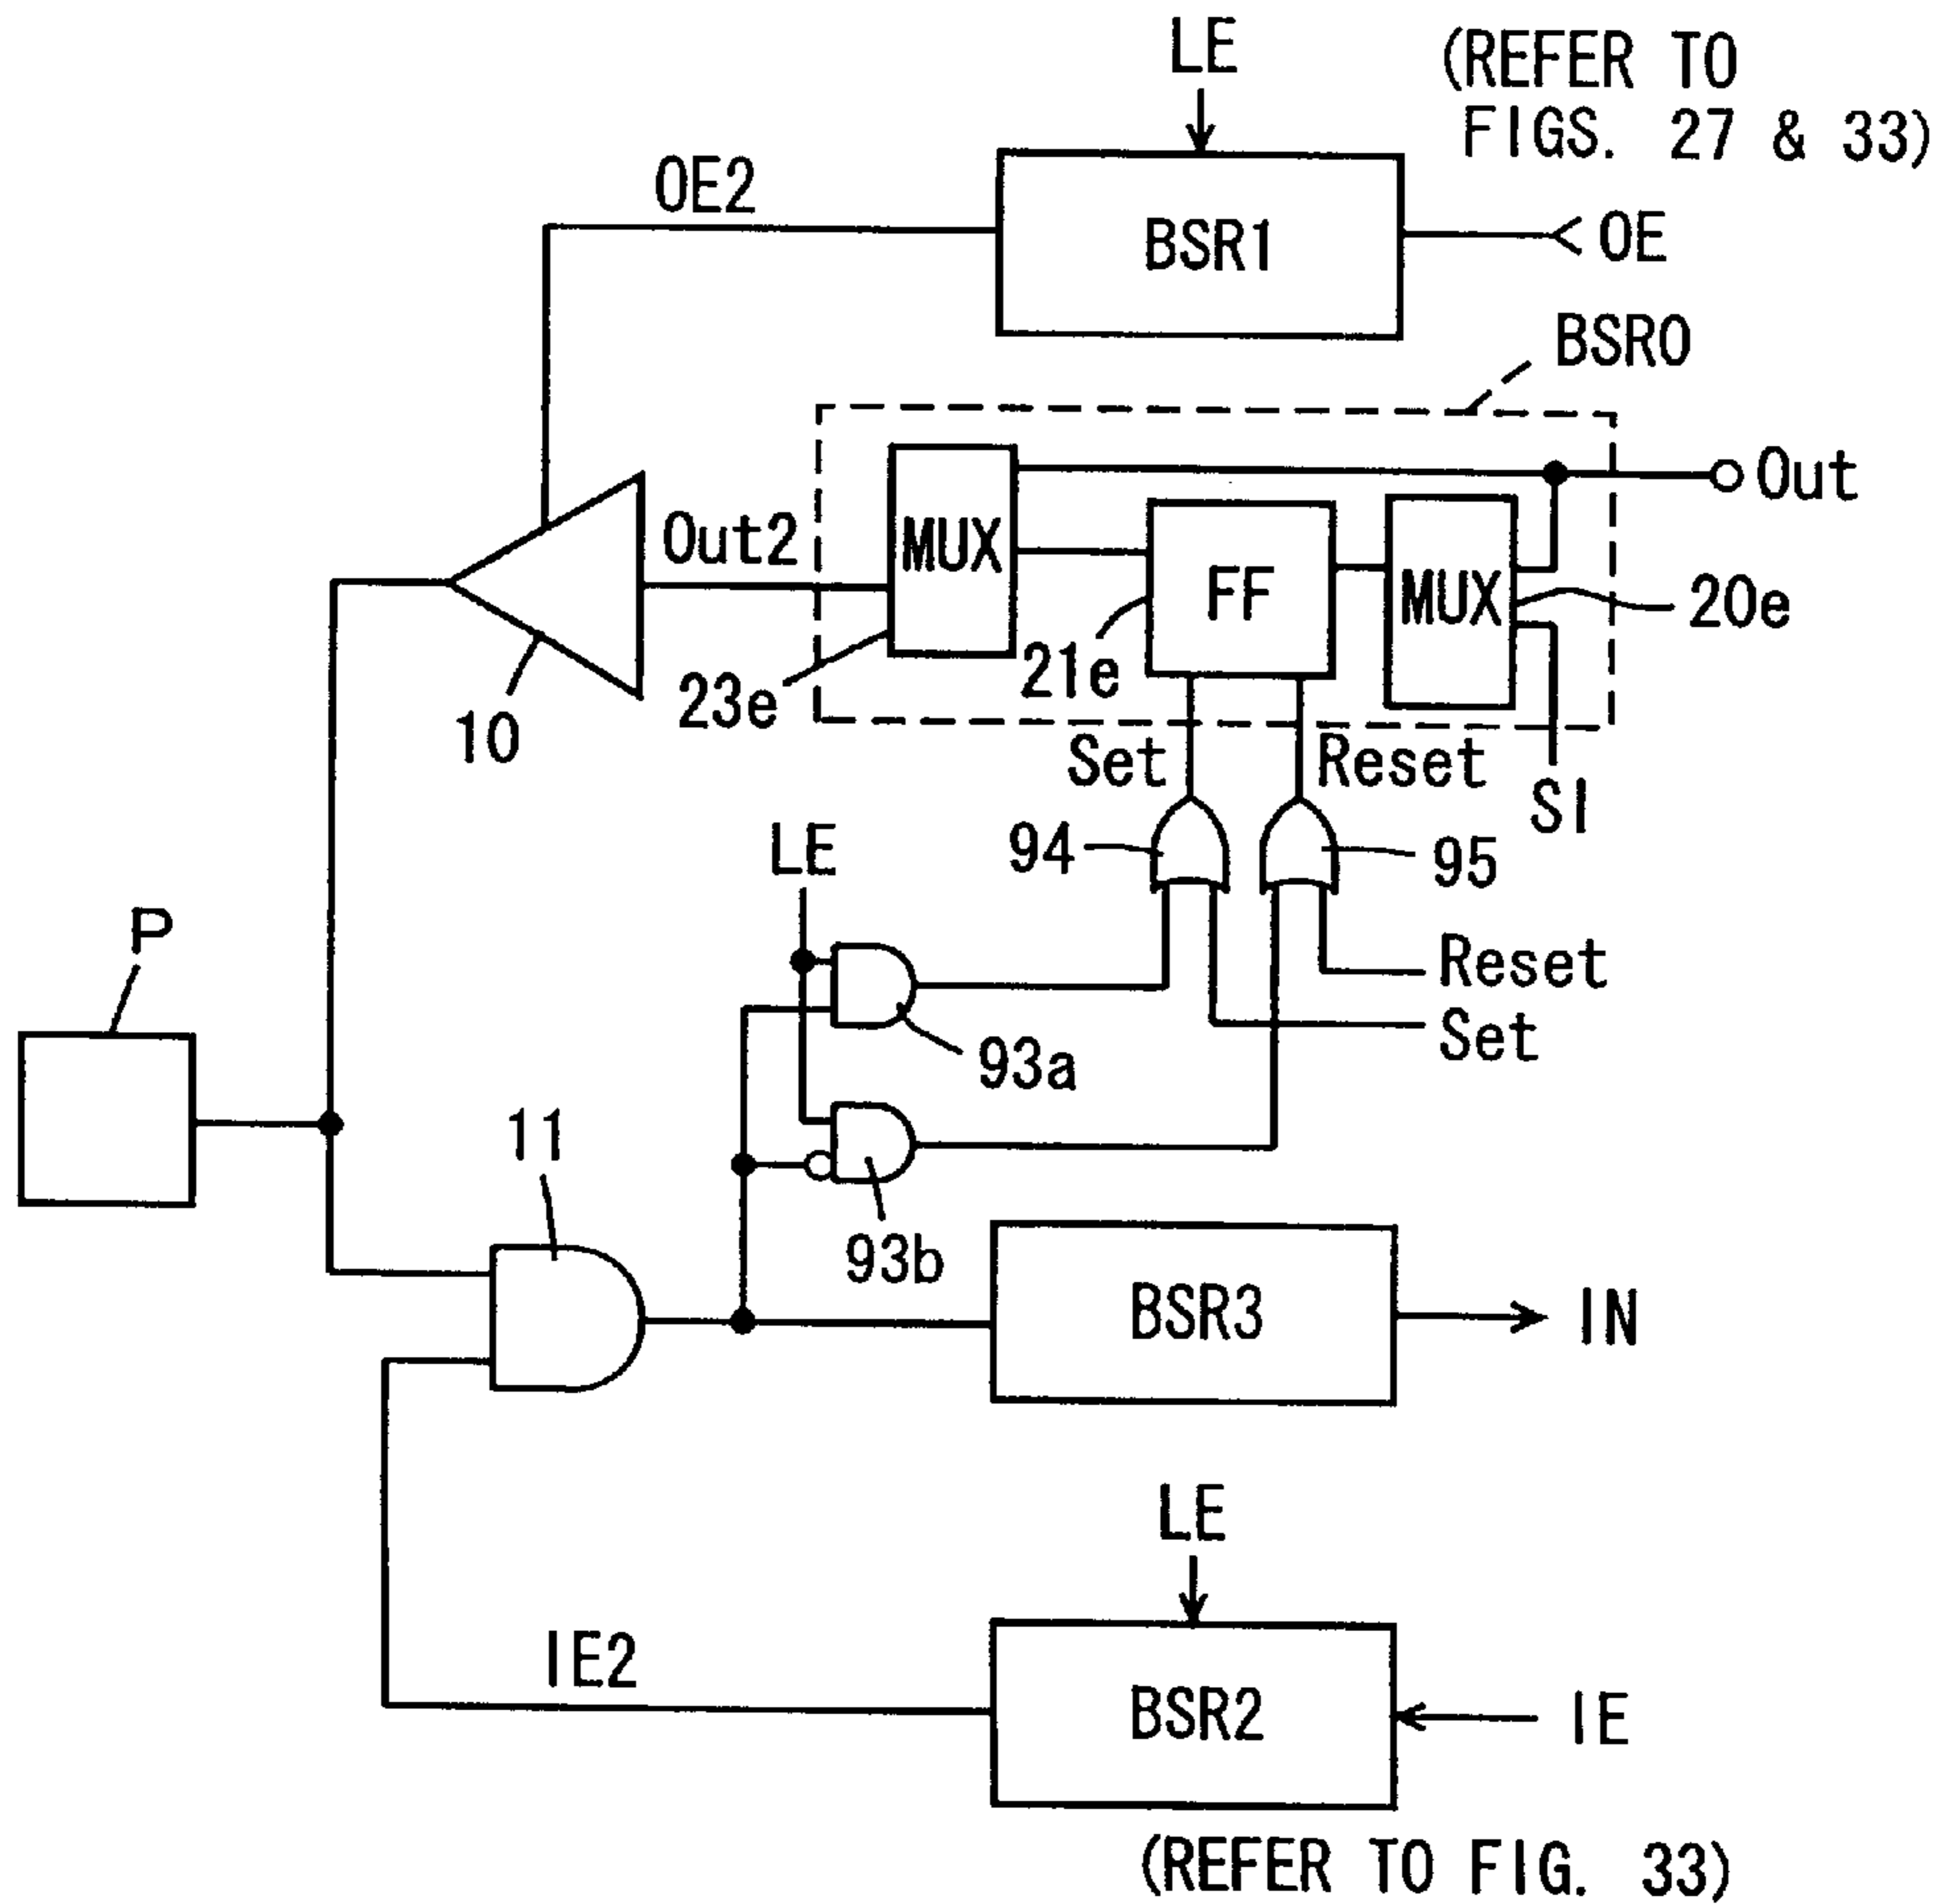 LE
(REFER TO
FIGS. 27 & 33)
OE2
BSR1
OE
BSR0
Out
MUX
Out2
FF
MUX
20e
23e
21e
10
Set
Reset
SI
LE
94
95
P
Reset
Set
93a
11
93b
BSR3
IN
LE
IE2
BSR2
IE
(REFER TO FIG. 33)